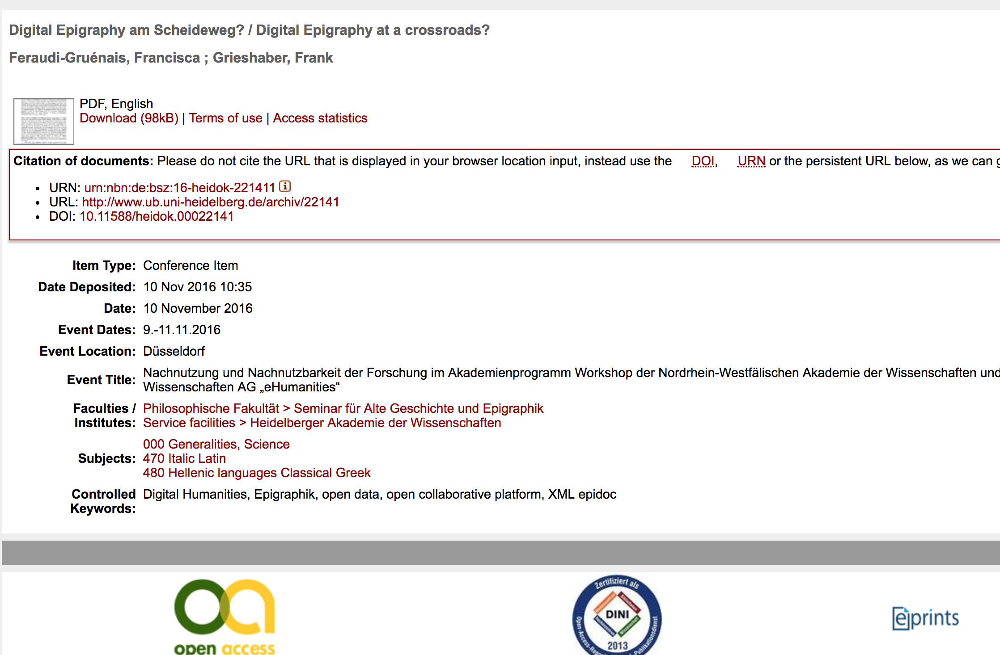 Digital Epigraphy am Scheideweg? / Digital Epigraphy at a crossroads?
Feraudi-Gruénais, Francisca ; Grieshaber, Frank
PDF, English
Download (98kB) | Terms of use | Access statistics
Citation of documents: Please do not cite the URL that is displayed in your browser location input, instead use the DOI, URN or the persistent URL below, as we can
• URN: urn:nbn:de:bsz:16-heidok-221411
• URL: http://www.ub.uni-heidelberg.de/archiv/22141
• DOI: 10.11588/heidok.00022141
Item Type: Conference Item
Date Deposited: 10 Nov 2016 10:35
Date: 10 November 2016
Event Dates: 9.-11.11.2016
Event Location: Düsseldorf
Event Title: Nachnutzung und Nachnutzbarkeit der Forschung im Akademienprogramm Workshop der Nordrhein-Westfälischen Akademie der Wissenschaften und
Wissenschaften AG „eHumanities“
Faculties / Philosophische Fakultät > Seminar für Alte Geschichte und Epigraphik
Institutes: Service facilities > Heidelberger Akademie der Wissenschaften
000 Generalities, Science
Subjects: 470 Italic Latin
480 Hellenic languages Classical Greek
Controlled Digital Humanities, Epigraphik, open data, open collaborative platform, XML epidoc
Keywords:
open access
Zertifiziert als
DINI
2013
Open-Access- Publikationsdienst
eprints